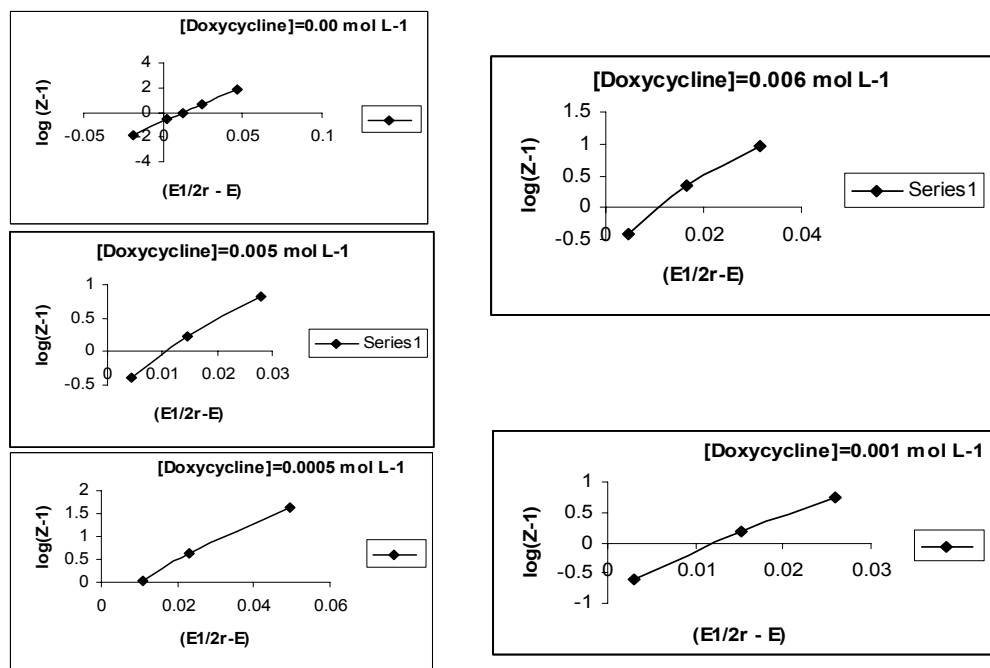 [Doxycycline]=0.00 mol L-1
log (Z-1)
4
2
0
-2
-4
-0.05
0
0.05
0.1
(E1/2r - E)
[Doxycycline]=0.005 mol L-1
log(Z-1)
1
0.5
0
-0.5
0
0.01
0.02
0.03
Series1
(E1/2r-E)
[Doxycycline]=0.0005 mol L-1
log(Z-1)
2
1.5
1
0.5
0
0
0.02
0.04
0.06
(E1/2r-E)
[Doxycycline]=0.006 mol L-1
log(Z-1)
1.5
1
0.5
0
-0.5
0
0.02
0.04
Series1
(E1/2r-E)
[Doxycycline]=0.001 mol L-1
log(Z-1)
1
0.5
0
-0.5
-1
0
0.01
0.02
0.03
(E1/2r - E)